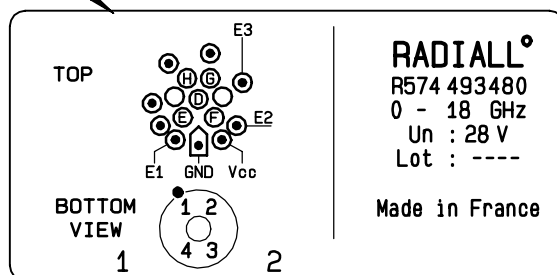 E3
TOP
H G
D
E F
E2
E1 GND Vcc
BOTTOM
VIEW
1 2
4 3
1 2
RADIALL°
R574 493480
0 - 18 GHz
Un : 28 V
Lot : ----
Made in France